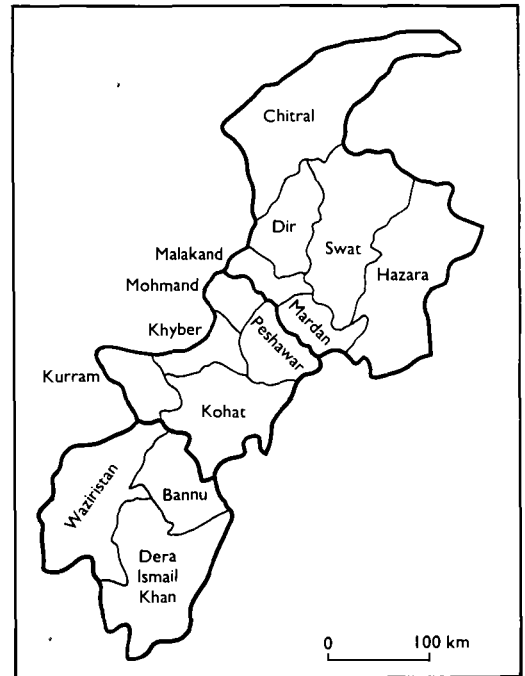 Chitral
Dir
Swat
Malakand
Hazara
Mohmand
Mardan
Khyber
Peshawar
Kurram
Kohat
Waziristan
Bannu
Dera
Ismail
Khan
0 100 km